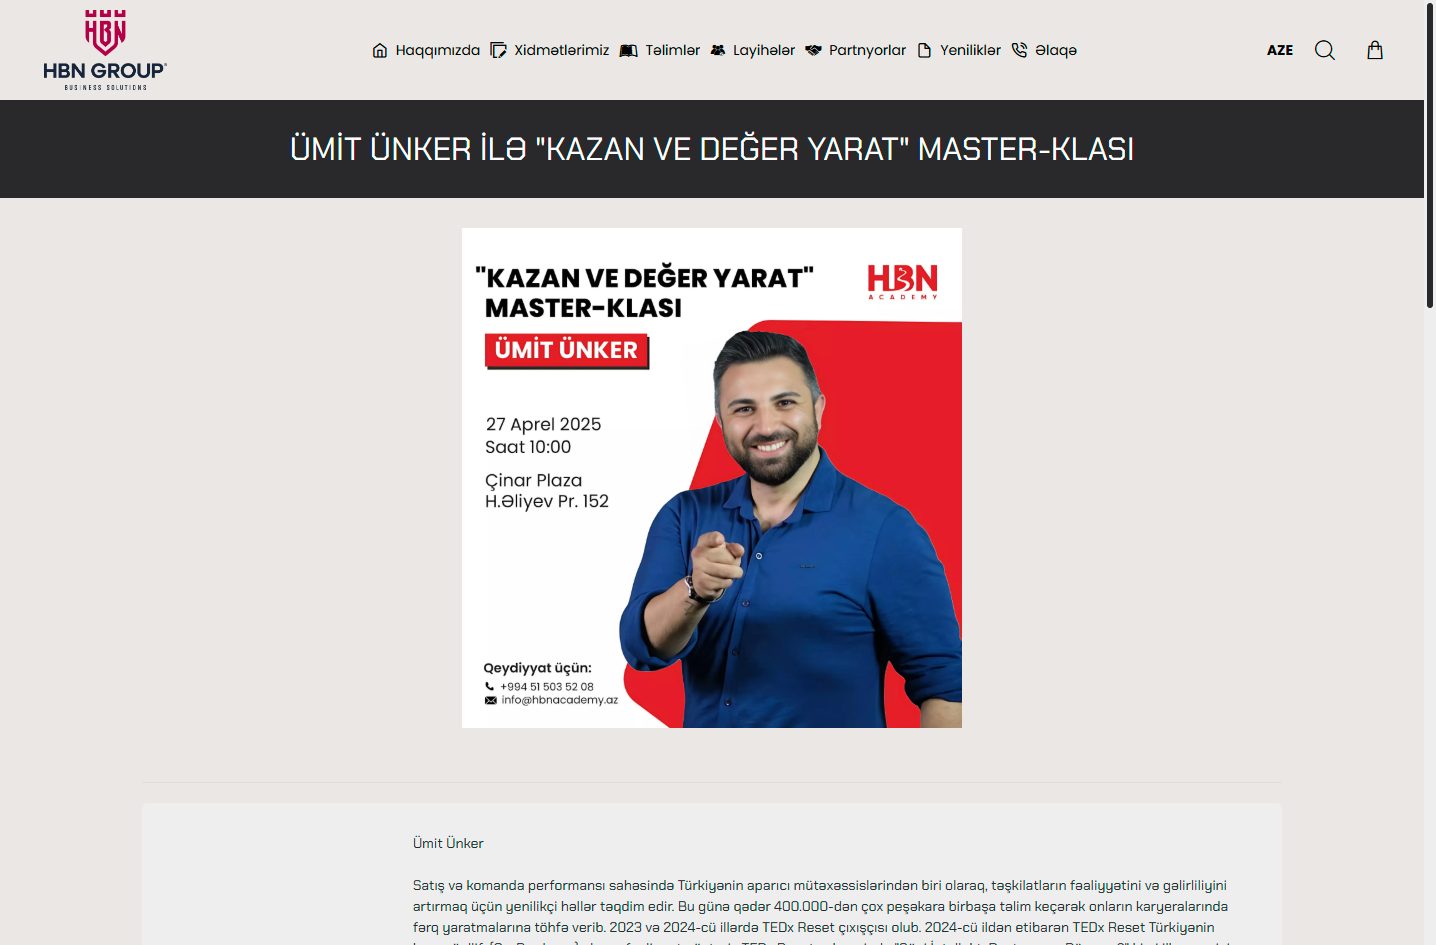 HBN GROUP
BUSINESS SOLUTIONS
Haqqımızda
Xidmətlərimiz
Təlimlər
Layihələr
Partnyorlar
Yeniliklər
Əlaqə
AZE
ÜMİT ÜNKER İLƏ "KAZAN VE DEĞER YARAT" MASTER-KLASI
"KAZAN VE DEĞER YARAT"
MASTER-KLASI
HBN
ACADEMY
ÜMİT ÜNKER
27 Aprel 2025
Saat 10:00
Çinar Plaza
H.Əliyev Pr. 152
Qeydiyyat üçün:
+994 51 503 52 08
info@hbnacademy.az
Ümit Ünker
Satış və komanda performansı sahəsində Türkiyənin aparıcı mütəxəssislərindən biri olaraq, təşkilatların fəaliyyətini və gəlirliliyini
artırmaq üçün yenilikçi həllər təqdim edir. Bu günə qədər 400.000-dən çox peşəkara birbaşa təlim keçərək onların karyeralarında
fərq yaratmalarına töhfə verib. 2023 və 2024-cü illərdə TEDx Reset çıxışçısı olub. 2024-cü ildən etibarən TEDx Reset Türkiyənin